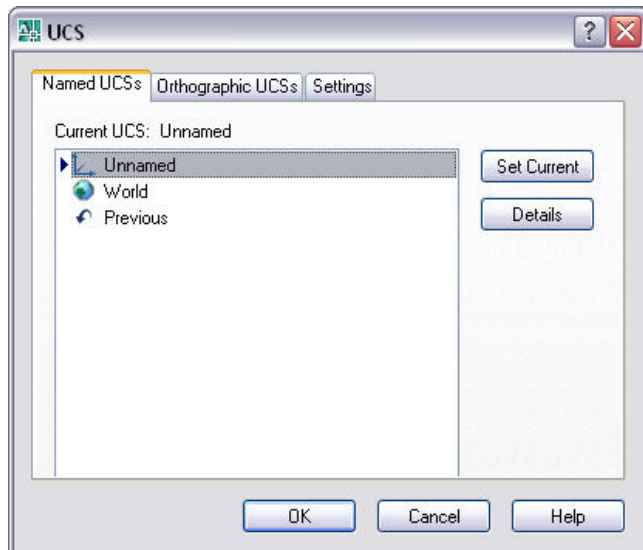 UCS
Named UCSs Orthographic UCSs Settings
Current UCS: Unnamed
Unnamed
World
Previous
Set Current
Details
OK Cancel Help